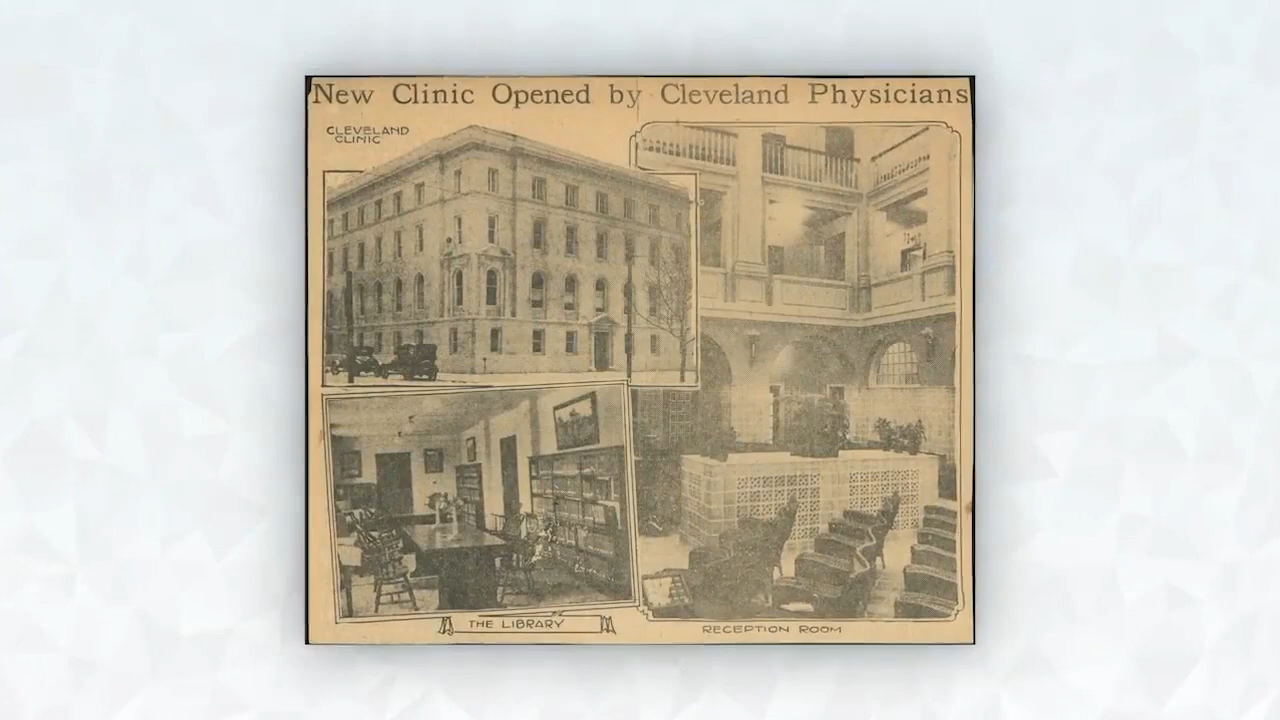 New Clinic Opened by Cleveland Physicians
CLEVELAND
CLINIC
THE LIBRARY
RECEPTION ROOM